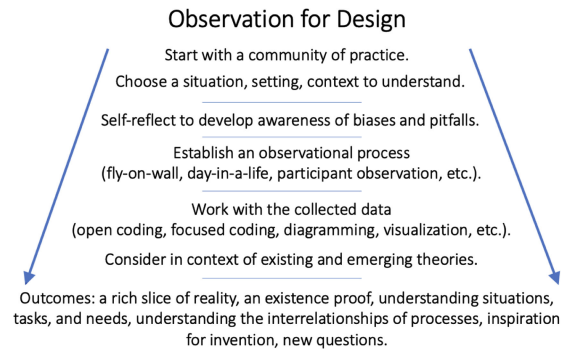 Observation for Design
Start with a community of practice.
Choose a situation, setting, context to understand.
Self-reflect to develop awareness of biases and pitfalls.
Establish an observational process
(fly-on-wall, day-in-a-life, participant observation, etc.).
Work with the collected data
(open coding, focused coding, diagramming, visualization, etc.).
Consider in context of existing and emerging theories.
Outcomes: a rich slice of reality, an existence proof, understanding situations,
tasks, and needs, understanding the interrelationships of processes, inspiration
for invention, new questions.